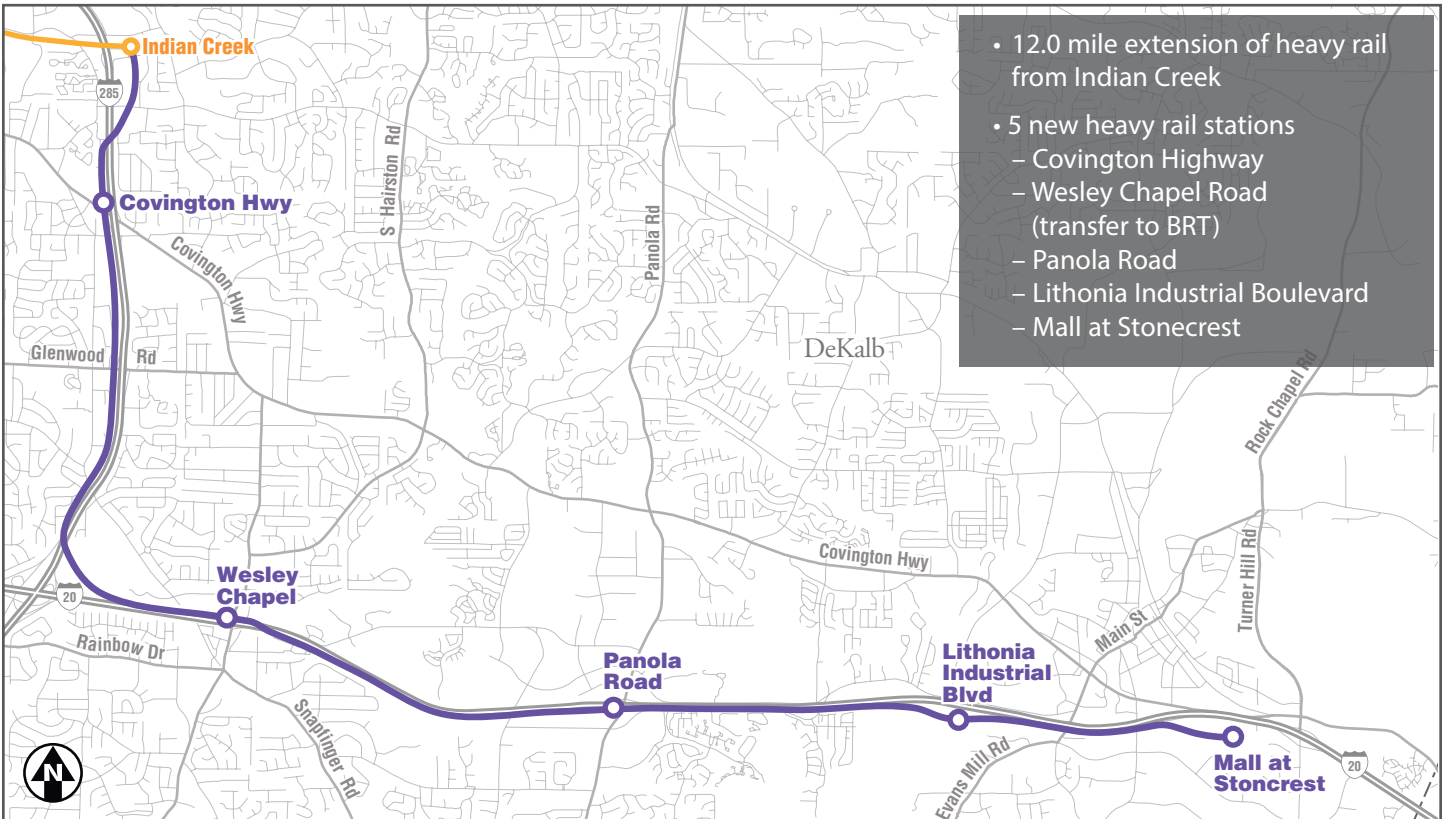 Indian Creek
285
Covington Hwy
Covington Hwy
S Hairston Rd
Panola Rd
Glenwood Rd
DeKalb
• 12.0 mile extension of heavy rail
from Indian Creek
• 5 new heavy rail stations
– Covington Highway
– Wesley Chapel Road
(transfer to BRT)
– Panola Road
– Lithonia Industrial Boulevard
– Mall at Stonecrest
Rock Chapel Rd
Covington Hwy
Turner Hill Rd
Main St
Wesley
Chapel
20
Rainbow Dr
Snapfinger Rd
Panola
Road
Lithonia
Industrial
Blvd
Evans Mill Rd
Mall at
Stoncrest
20
N